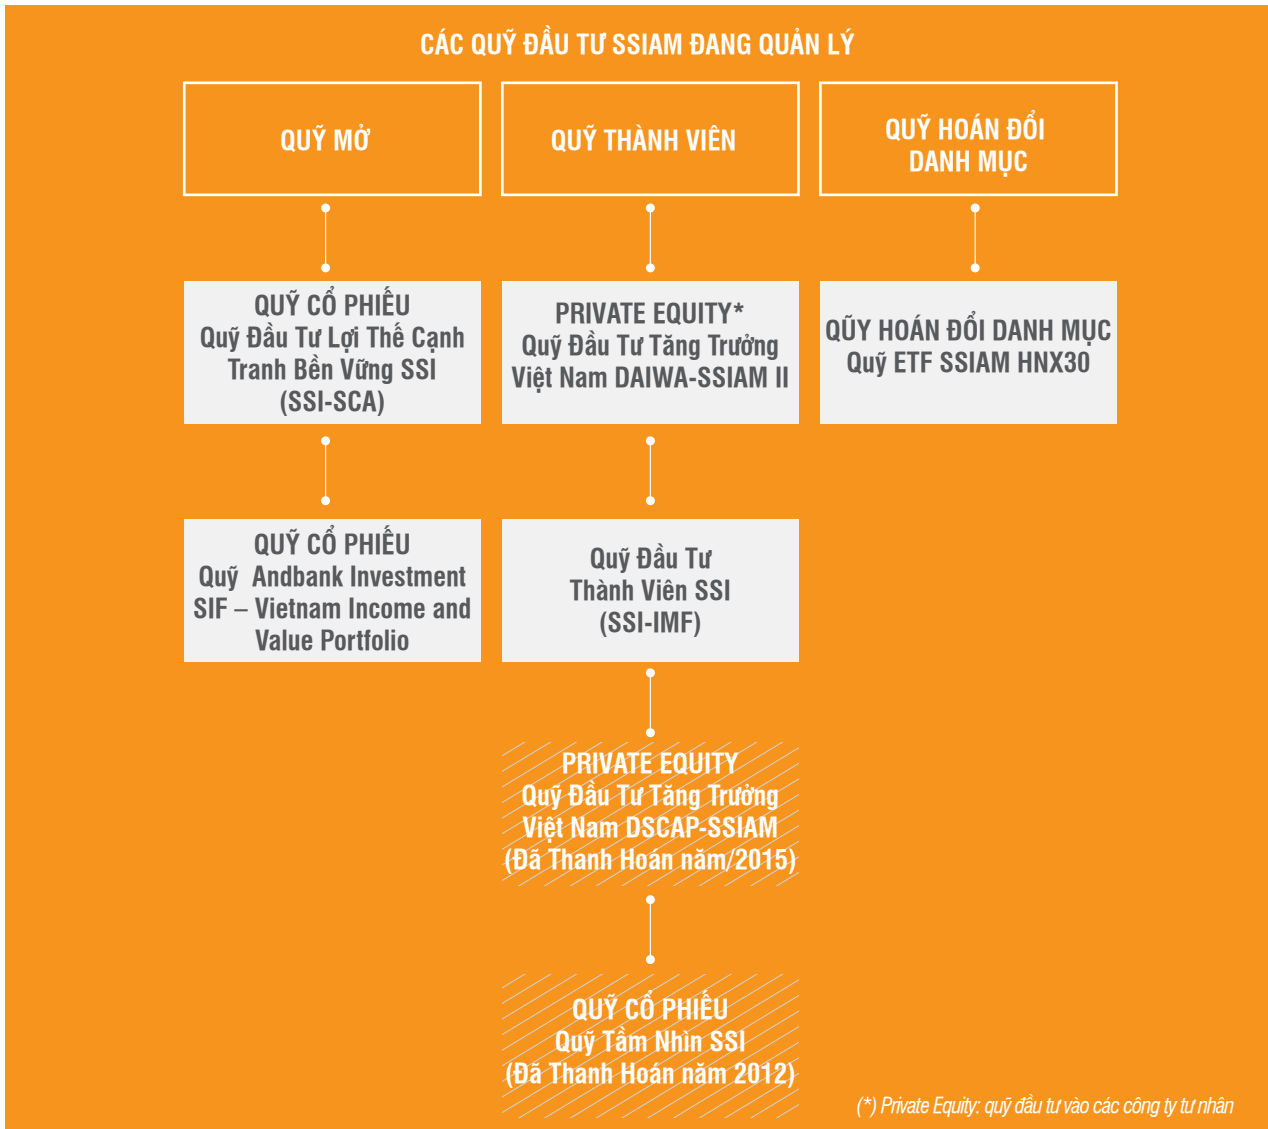 CÁC QUỸ ĐẦU TƯ SSIAM ĐANG QUẢN LÝ
QUỸ MỞ
QUỸ CỔ PHIẾU
Quỹ Đầu Tư Lợi Thế Cạnh
Tranh Bền Vững SSI
(SSI-SCA)
QUỸ CỔ PHIẾU
Quỹ Andbank Investment
SIF – Vietnam Income and
Value Portfolio
QUỸ THÀNH VIÊN
PRIVATE EQUITY*
Quỹ Đầu Tư Tăng Trưởng
Việt Nam DAIWA-SSIAM II
Quỹ Đầu Tư
Thành Viên SSI
(SSI-IMF)
PRIVATE EQUITY
Quỹ Đầu Tư Tăng Trưởng
Việt Nam DSCAP-SSIAM
(Đã Thanh Hoán năm/2015)
QUỸ CỔ PHIẾU
Quỹ Tầm Nhìn SSI
(Đã Thanh Hoán năm 2012)
QUỸ HOÁN ĐỔI
DANH MỤC
QŨY HOÁN ĐỔI DANH MỤC
Quỹ ETF SSIAM HNX30
(*) Private Equity: quỹ đầu tư vào các công ty tư nhân